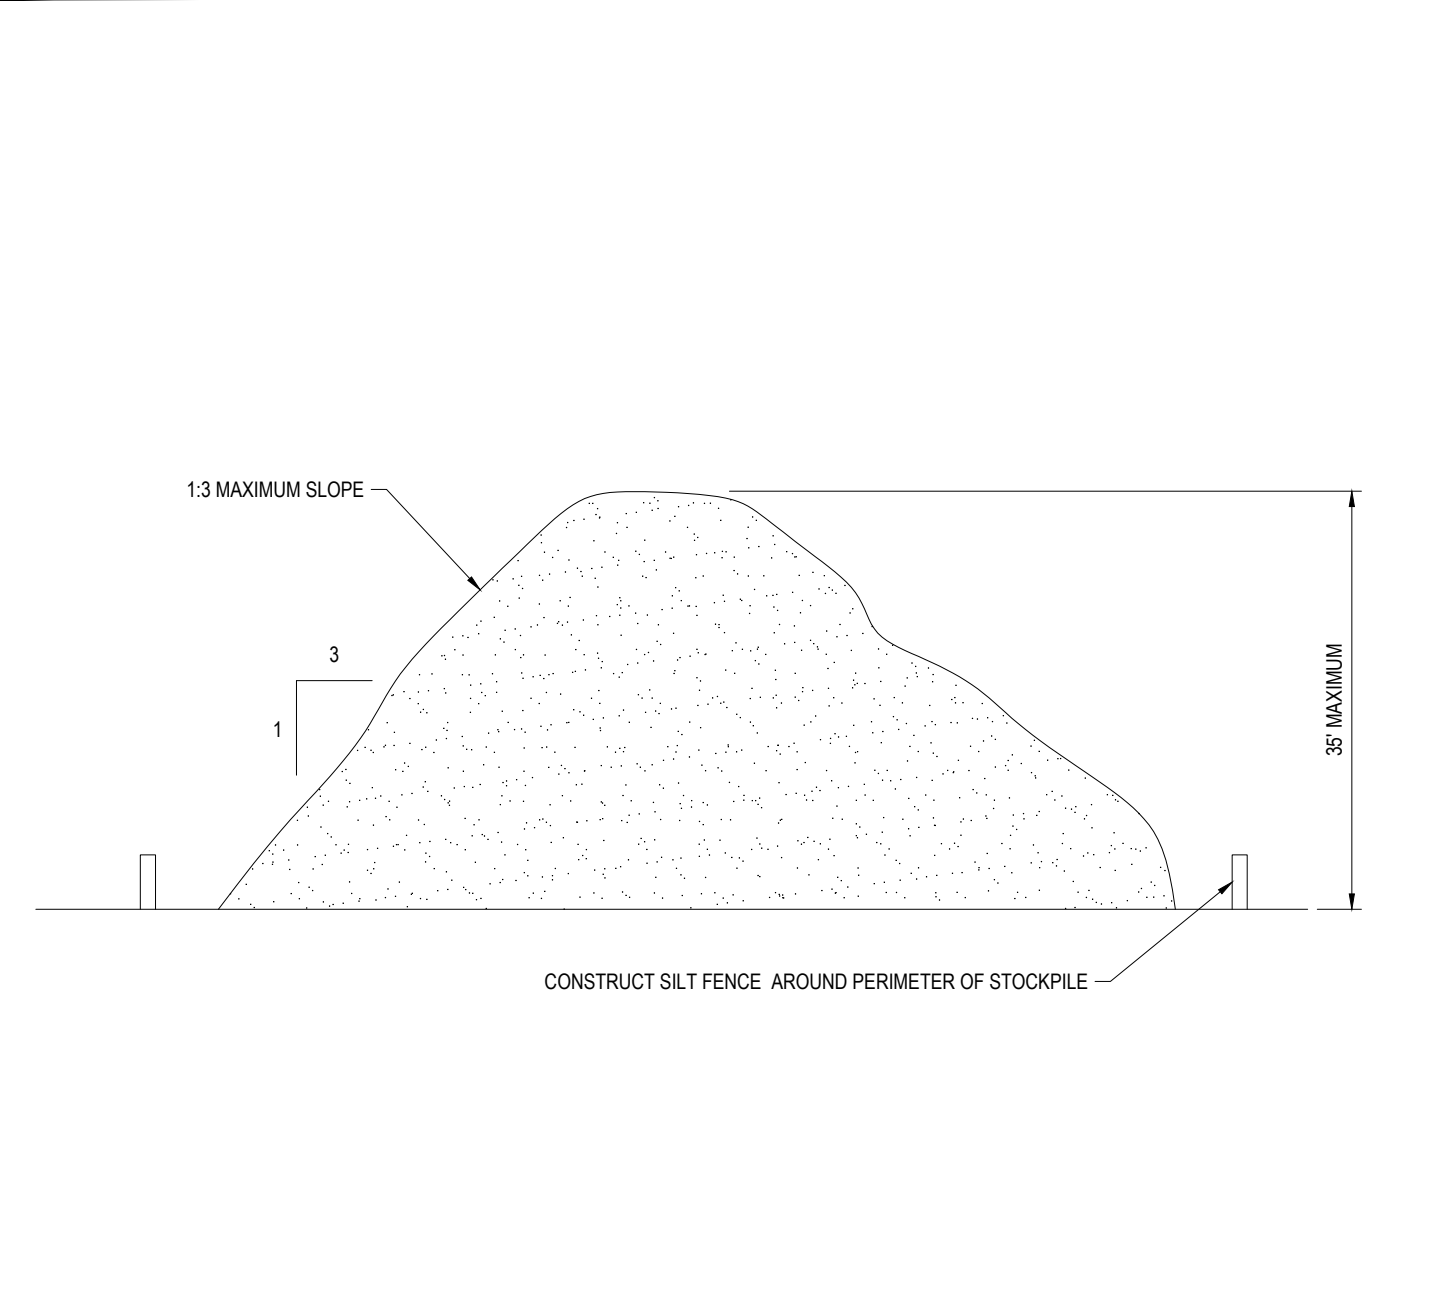 1:3 MAXIMUM SLOPE
3
1
35' MAXIMUM
CONSTRUCT SILT FENCE  AROUND PERIMETER OF STOCKPILE